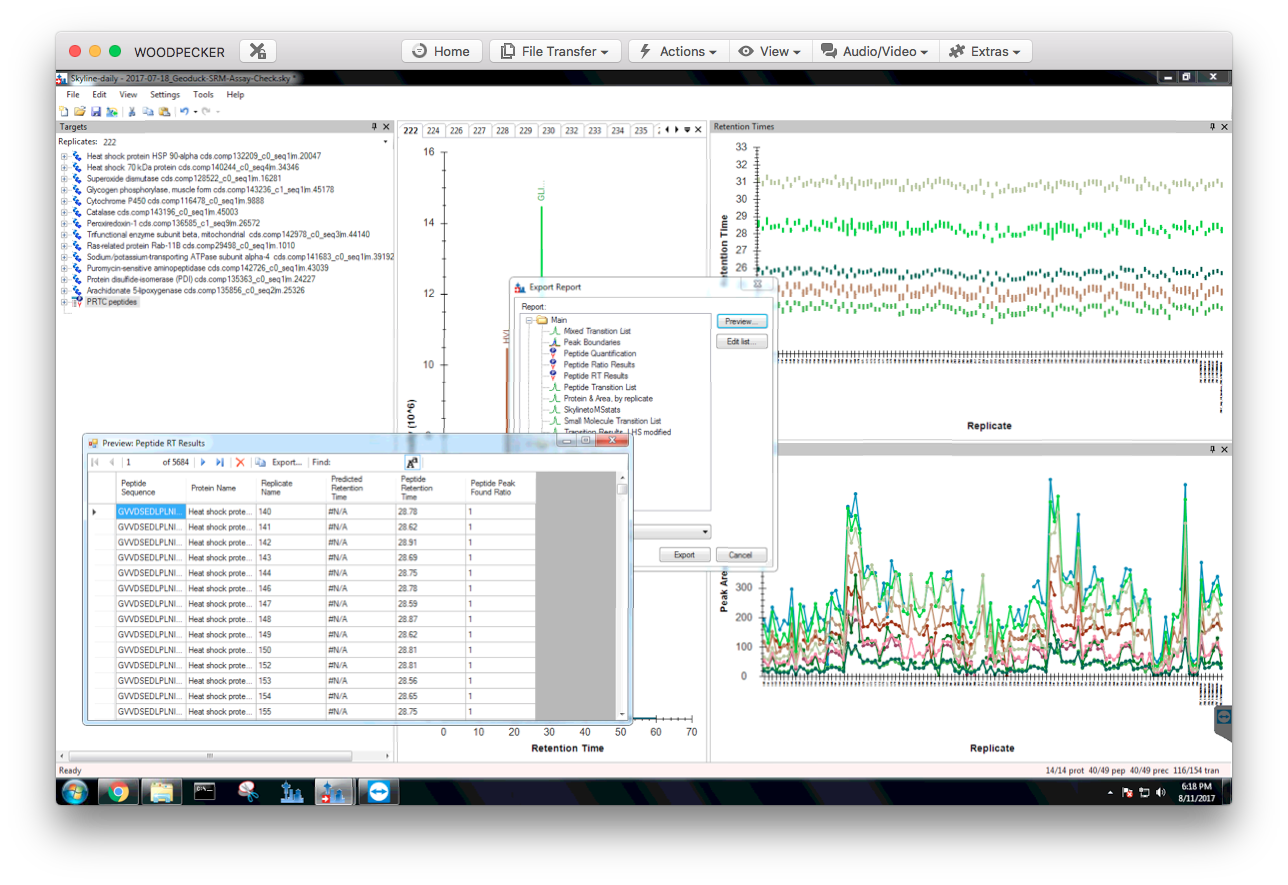 WOODPECKER Home File Transfer Actions View Audio/Video Extras
Skyline-daily - 2017-07-18_Geoduck-SRM-Assay-Check.sky *
File Edit View Settings Tools Help
Targets
Replicates: 222
Heat shock protein HSP 90-alpha cds.comp132209_c0_seq1|m.20047
Heat shock 70 kDa protein cds.comp140244_c0_seq4|m.34346
Superoxide dismutase cds.comp128522_c0_seq1|m.16281
Glycogen phosphorylase, muscle form cds.comp143236_c1_seq1|m.45178
Cytochrome P450 cds.comp116478_c0_seq1|m.9888
Catalase cds.comp143196_c0_seq1|m.45003
Peroxiredoxin-1 cds.comp136585_c1_seq9|m.26572
Trifunctional enzyme subunit beta, mitochondrial cds.comp142978_c0_seq3|m.44140
Ras-related protein Rab-11B cds.comp29498_c0_seq1|m.1010
Sodium/potassium-transporting ATPase subunit alpha-4 cds.comp141683_c0_seq1|m.39192
Puromycin-sensitive aminopeptidase cds.comp142726_c0_seq1|m.43039
Protein disulfide-isomerase (PDI) cds.comp135363_c0_seq1|m.24227
Arachidonate 5-lipoxygenase cds.comp135856_c0_seq2|m.25326
PRTC peptides
222 224 226 227 228 229 230 232 233 234 235
16
14
12
10
GLI
HVI
(10^6)
0 10 20 30 40 50 60 70
Retention Time
Retention Times
33
32
31
30
29
28
27
26
Retention Time
Replicate
Export Report
Report:
Main
Mixed Transition List
Peak Boundaries
Peptide Quantification
Peptide Ratio Results
Peptide RT Results
Peptide Transition List
Protein & Area, by replicate
SkylinetoMSstats
Small Molecule Transition List
Transition Results LHS modified
Preview...
Edit list...
Export Cancel
Preview: Peptide RT Results
1 of 5684 Export... Find:
Peptide Sequence Protein Name Replicate Name Predicted Retention Time Peptide Retention Time Peptide Peak Found Ratio
GVVDSEDLPLNI... Heat shock prote... 140 #N/A 28.78 1
GVVDSEDLPLNI... Heat shock prote... 141 #N/A 28.62 1
GVVDSEDLPLNI... Heat shock prote... 142 #N/A 28.91 1
GVVDSEDLPLNI... Heat shock prote... 143 #N/A 28.69 1
GVVDSEDLPLNI... Heat shock prote... 144 #N/A 28.75 1
GVVDSEDLPLNI... Heat shock prote... 146 #N/A 28.78 1
GVVDSEDLPLNI... Heat shock prote... 147 #N/A 28.59 1
GVVDSEDLPLNI... Heat shock prote... 148 #N/A 28.87 1
GVVDSEDLPLNI... Heat shock prote... 149 #N/A 28.62 1
GVVDSEDLPLNI... Heat shock prote... 150 #N/A 28.81 1
GVVDSEDLPLNI... Heat shock prote... 152 #N/A 28.81 1
GVVDSEDLPLNI... Heat shock prote... 153 #N/A 28.56 1
GVVDSEDLPLNI... Heat shock prote... 154 #N/A 28.65 1
GVVDSEDLPLNI... Heat shock prote... 155 #N/A 28.75 1
300
200
100
0
Peak Area
Replicate
Ready
14/14 prot 40/49 pep 40/49 prec 116/154 tran
6:18 PM
8/11/2017